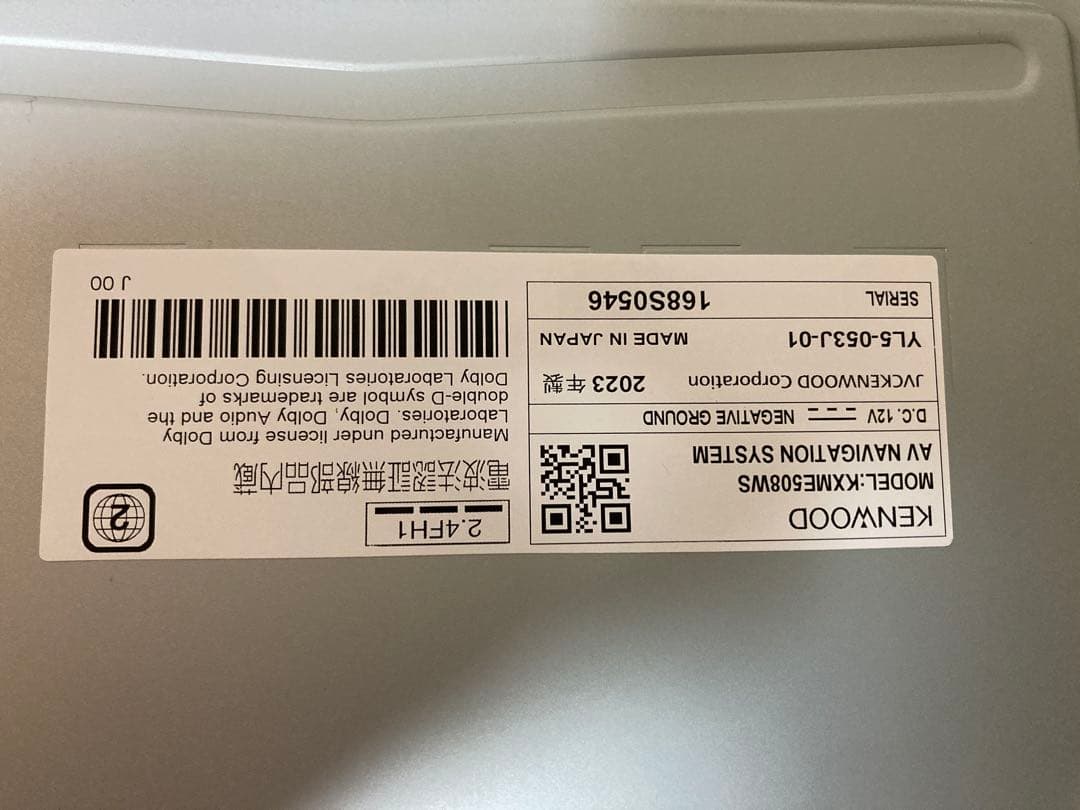 KENWOOD
MODEL:KXME508WS
AV NAVIGATION SYSTEM
D.C. 12V NEGATIVE GROUND
JVCKENWOOD Corporation 2023 年製
YL5-053J-01 MADE IN JAPAN
SERIAL 168S0546
2.4FH1
電波法認証無線部品内蔵
2
Manufactured under license from Dolby
Laboratories. Dolby, Dolby Audio and the
double-D symbol are trademarks of
Dolby Laboratories Licensing Corporation.
J 00